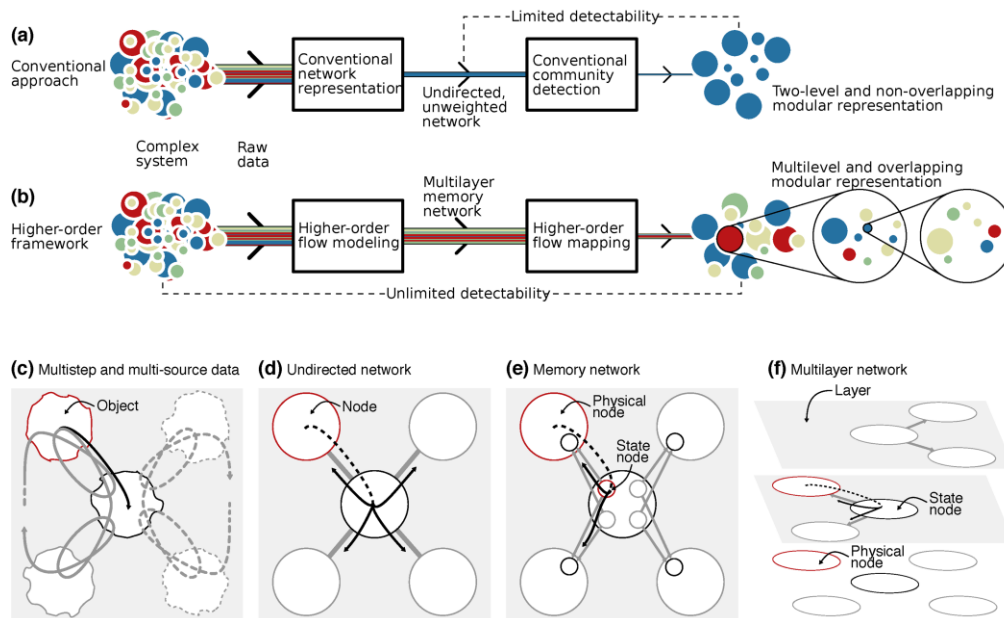 Limited detectability
(a)
Conventional
approach
Conventional
network
representation
Undirected,
unweighted
network
Conventional
community
detection
Two-level and non-overlapping
modular representation
Complex
system
Raw
data
(b)
Higher-order
framework
Higher-order
flow modeling
Multilayer
memory
network
Higher-order
flow mapping
Multilevel and overlapping
modular representation
Unlimited detectability
(c) Multistep and multi-source data
Object
(d) Undirected network
Node
(e) Memory network
Physical
node
State
node
(f) Multilayer network
Layer
State
node
Physical
node